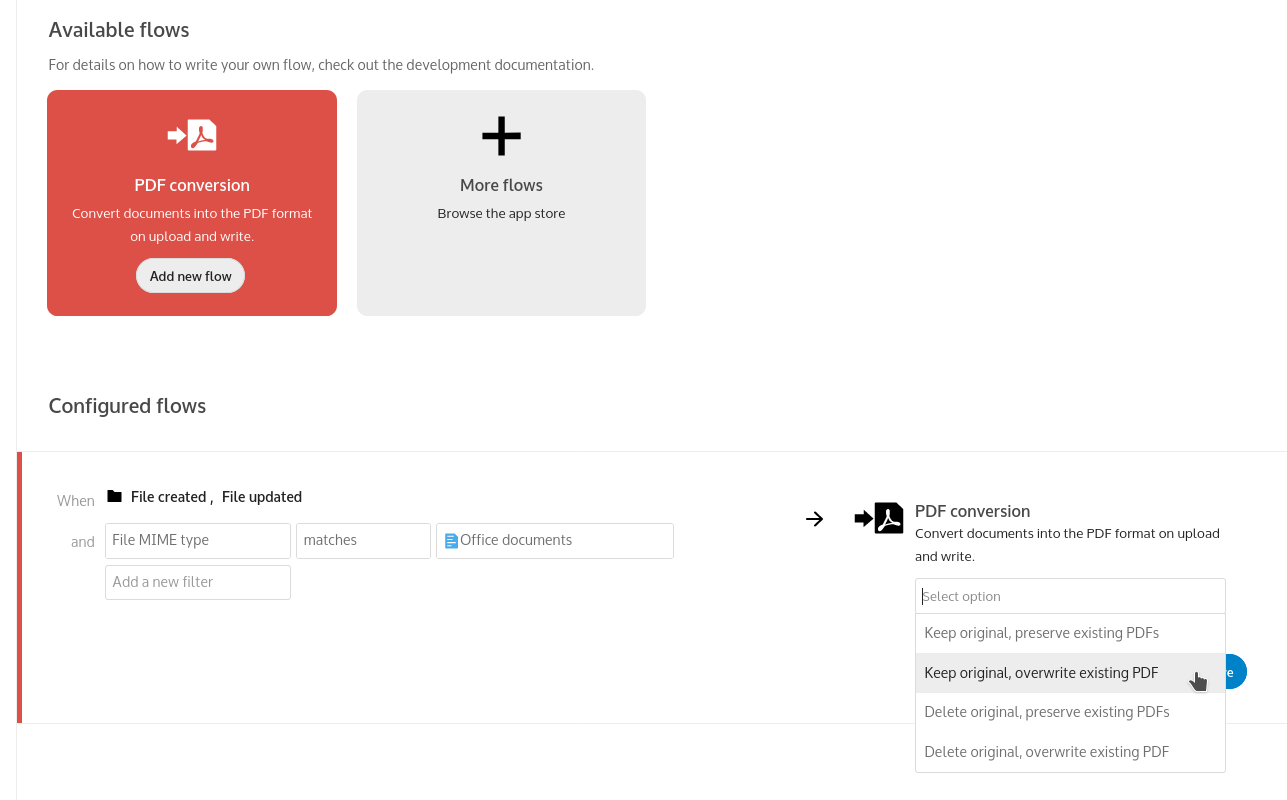 Available flows
For details on how to write your own flow, check out the development documentation.
PDF conversion
Convert documents into the PDF format
on upload and write.
Add new flow
More flows
Browse the app store
Configured flows
When File created , File updated
and File MIME type matches Office documents
Add a new filter
PDF conversion
Convert documents into the PDF format on upload
and write.
Select option
Keep original, preserve existing PDFs
Keep original, overwrite existing PDF
Delete original, preserve existing PDFs
Delete original, overwrite existing PDF